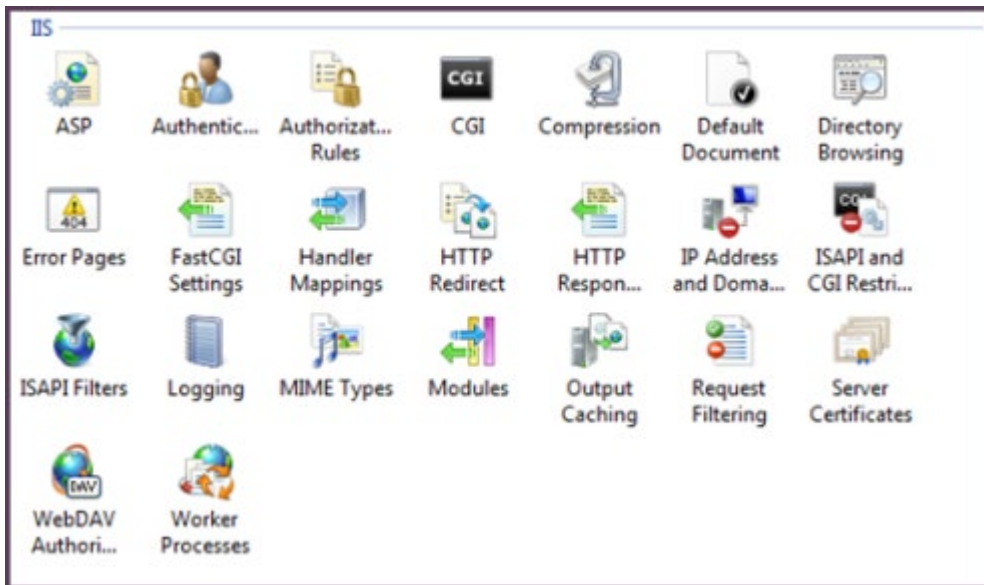 IIS
CGI
ASP
Authentic...
Authorizat...
Rules
CGI
Compression
Default
Document
Directory
Browsing
404
Error Pages
FastCGI
Settings
Handler
Mappings
HTTP
Redirect
HTTP
Respon...
IP Address
and Doma...
CGI
ISAPI and
CGI Restri...
ISAPI Filters
Logging
MIME Types
Modules
Output
Caching
Request
Filtering
Server
Certificates
DAV
WebDAV
Authori...
Worker
Processes